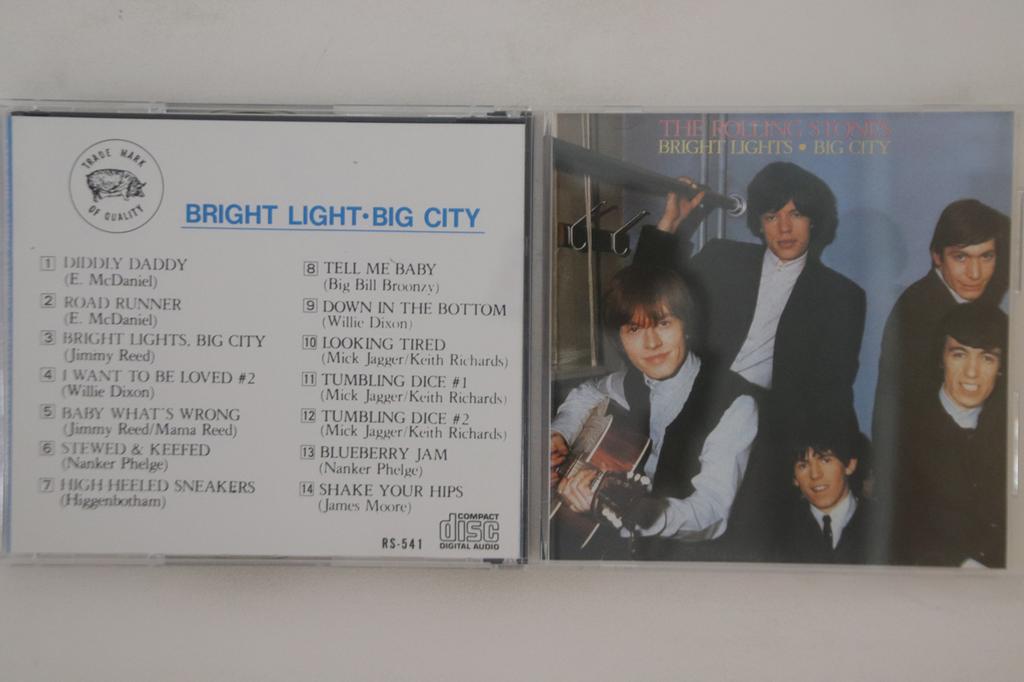 TRADE MARK
OF QUALITY
BRIGHT LIGHT•BIG CITY
1 DIDDLY DADDY
(E. McDaniel)
2 ROAD RUNNER
(E. McDaniel)
3 BRIGHT LIGHTS, BIG CITY
(Jimmy Reed)
4 I WANT TO BE LOVED #2
(Willie Dixon)
5 BABY WHAT'S WRONG
(Jimmy Reed/Mama Reed)
6 STEWED & KEEFED
(Nanker Phelge)
7 HIGH HEELED SNEAKERS
(Higgenbotham)
8 TELL ME BABY
(Big Bill Broonzy)
9 DOWN IN THE BOTTOM
(Willie Dixon)
10 LOOKING TIRED
(Mick Jagger/Keith Richards)
11 TUMBLING DICE #1
(Mick Jagger/Keith Richards)
12 TUMBLING DICE #2
(Mick Jagger/Keith Richards)
13 BLUEBERRY JAM
(Nanker Phelge)
14 SHAKE YOUR HIPS
(James Moore)
RS-541
COMPACT
disc
DIGITAL AUDIO
THE ROLLING STONES
BRIGHT LIGHTS • BIG CITY